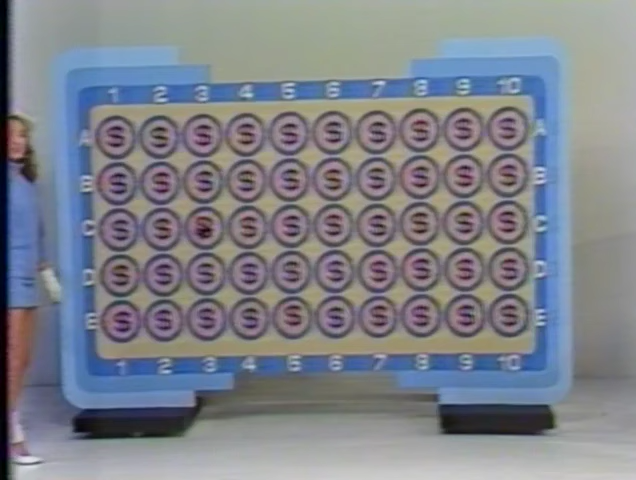 1 2 3 4 5 6 7 8 9 10
A $ $ $ $ $ $ $ $ $ $ A
B $ $ $ $ $ $ $ $ $ $ B
C $ $ $ $ $ $ $ $ $ $ C
D $ $ $ $ $ $ $ $ $ $ D
E $ $ $ $ $ $ $ $ $ $ E
1 2 3 4 5 6 7 8 9 10